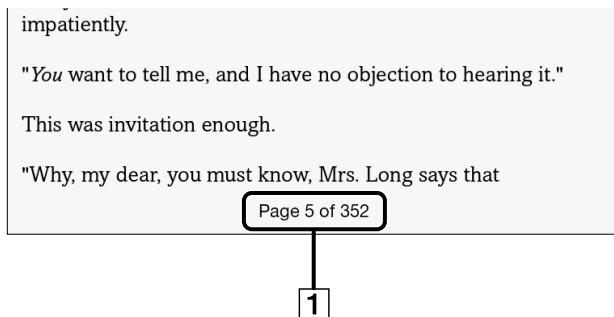 impatiently.
"You want to tell me, and I have no objection to hearing it."
This was invitation enough.
"Why, my dear, you must know, Mrs. Long says that
Page 5 of 352
1